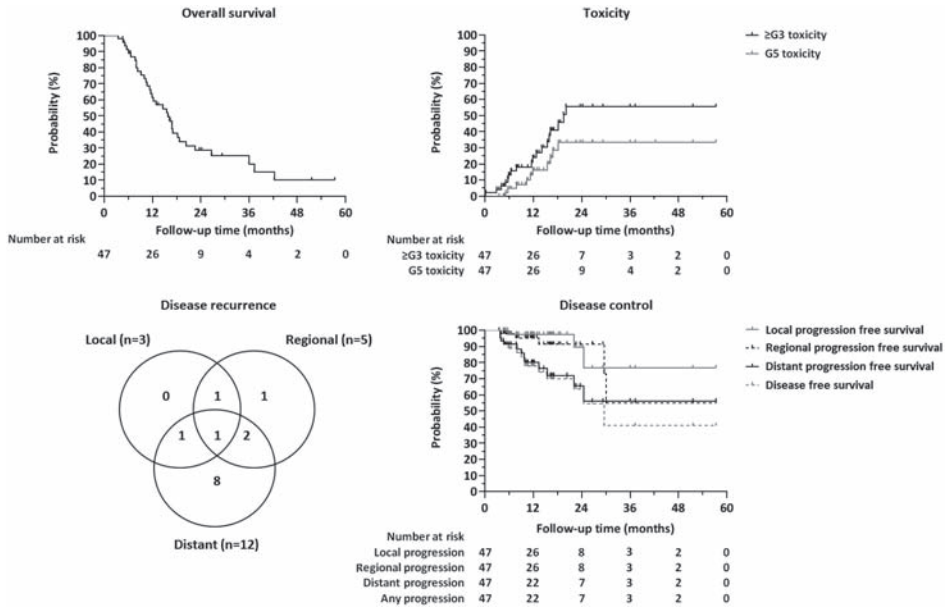 Overall survival
Probability (%)
100
90
80
70
60
50
40
30
20
10
0
0 12 24 36 48 60
Follow-up time (months)
Number at risk
47 26 9 4 2 0
Toxicity
≥G3 toxicity
G5 toxicity
Probability (%)
100
90
80
70
60
50
40
30
20
10
0
0 12 24 36 48 60
Follow-up time (months)
Number at risk
≥G3 toxicity 47 26 7 3 2 0
G5 toxicity 47 26 9 4 2 0
Disease recurrence
Local (n=3) Regional (n=5)
0 1 1
1 1 2
8
Distant (n=12)
Disease control
Local progression free survival
Regional progression free survival
Distant progression free survival
Disease free survival
Probability (%)
100
90
80
70
60
50
40
30
20
10
0
0 12 24 36 48 60
Follow-up time (months)
Number at risk
Local progression 47 26 8 3 2 0
Regional progression 47 26 8 3 2 0
Distant progression 47 22 7 3 2 0
Any progression 47 22 7 3 2 0